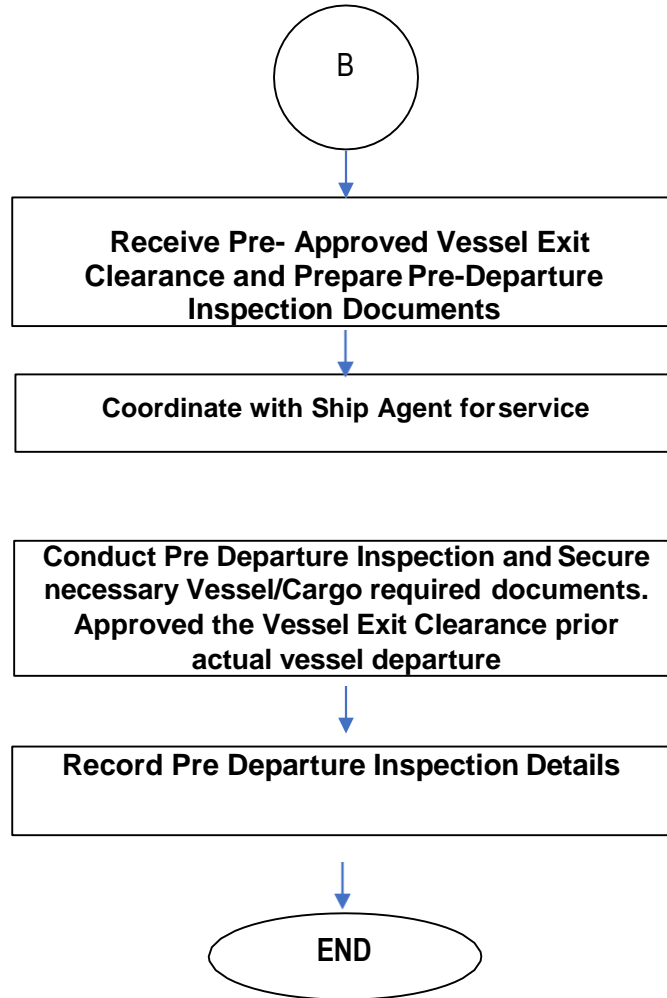 B
Receive Pre- Approved Vessel Exit
Clearance and Prepare Pre-Departure
Inspection Documents
Coordinate with Ship Agent forservice
Conduct Pre Departure Inspection and Secure
necessary Vessel/Cargo required documents.
Approved the Vessel Exit Clearance prior
actual vessel departure
Record Pre Departure Inspection Details
END